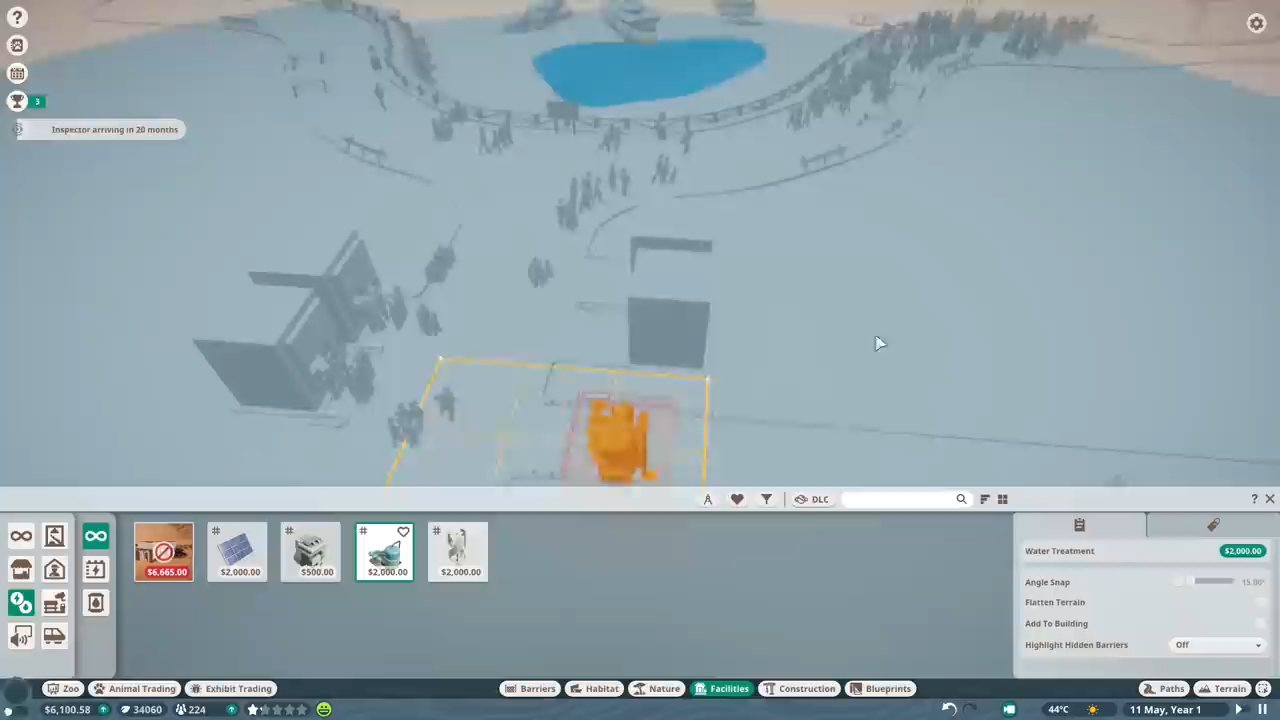 ?
3
Inspector arriving in 20 months
DLC
? ×
$6,665.00
# $2,000.00
# $500.00
# $2,000.00
# $2,000.00
Water Treatment $2,000.00
Angle Snap 15.00°
Flatten Terrain
Add To Building
Highlight Hidden Barriers Off
Zoo Animal Trading Exhibit Trading Barriers Habitat Nature Facilities Construction Blueprints Paths Terrain
$6,100.58 34060 224 44°C 11 May, Year 1